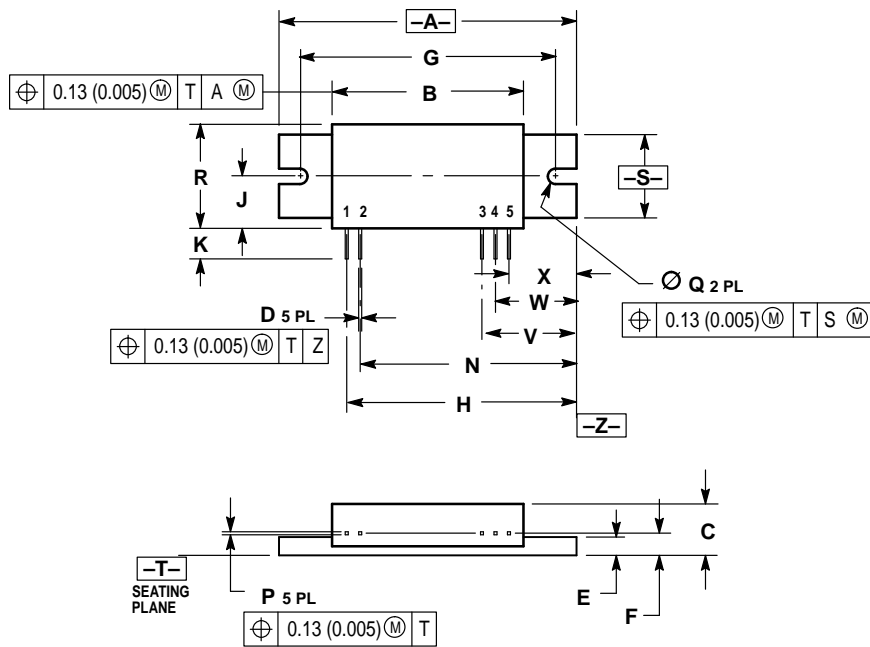 –A–
G
⌖ 0.13 (0.005) Ⓜ T A Ⓜ
B
R
J
–S–
1 2 3 4 5
K
X
Ø Q 2 PL
W
⌖ 0.13 (0.005) Ⓜ T S Ⓜ
D 5 PL
V
⌖ 0.13 (0.005) Ⓜ T Z
N
H
–Z–
C
–T–
SEATING
PLANE
P 5 PL
E
F
⌖ 0.13 (0.005) Ⓜ T